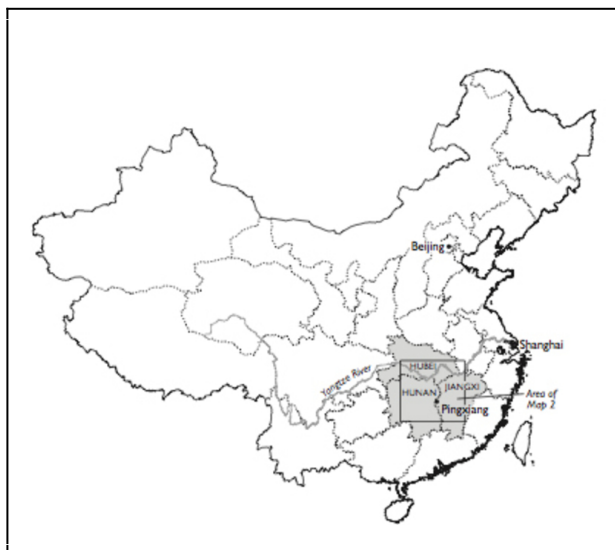 Beijing
Shanghai
Yangtze River
HUBEI
JIANGXI
HUNAN
Area of
Map 2
Pingxiang